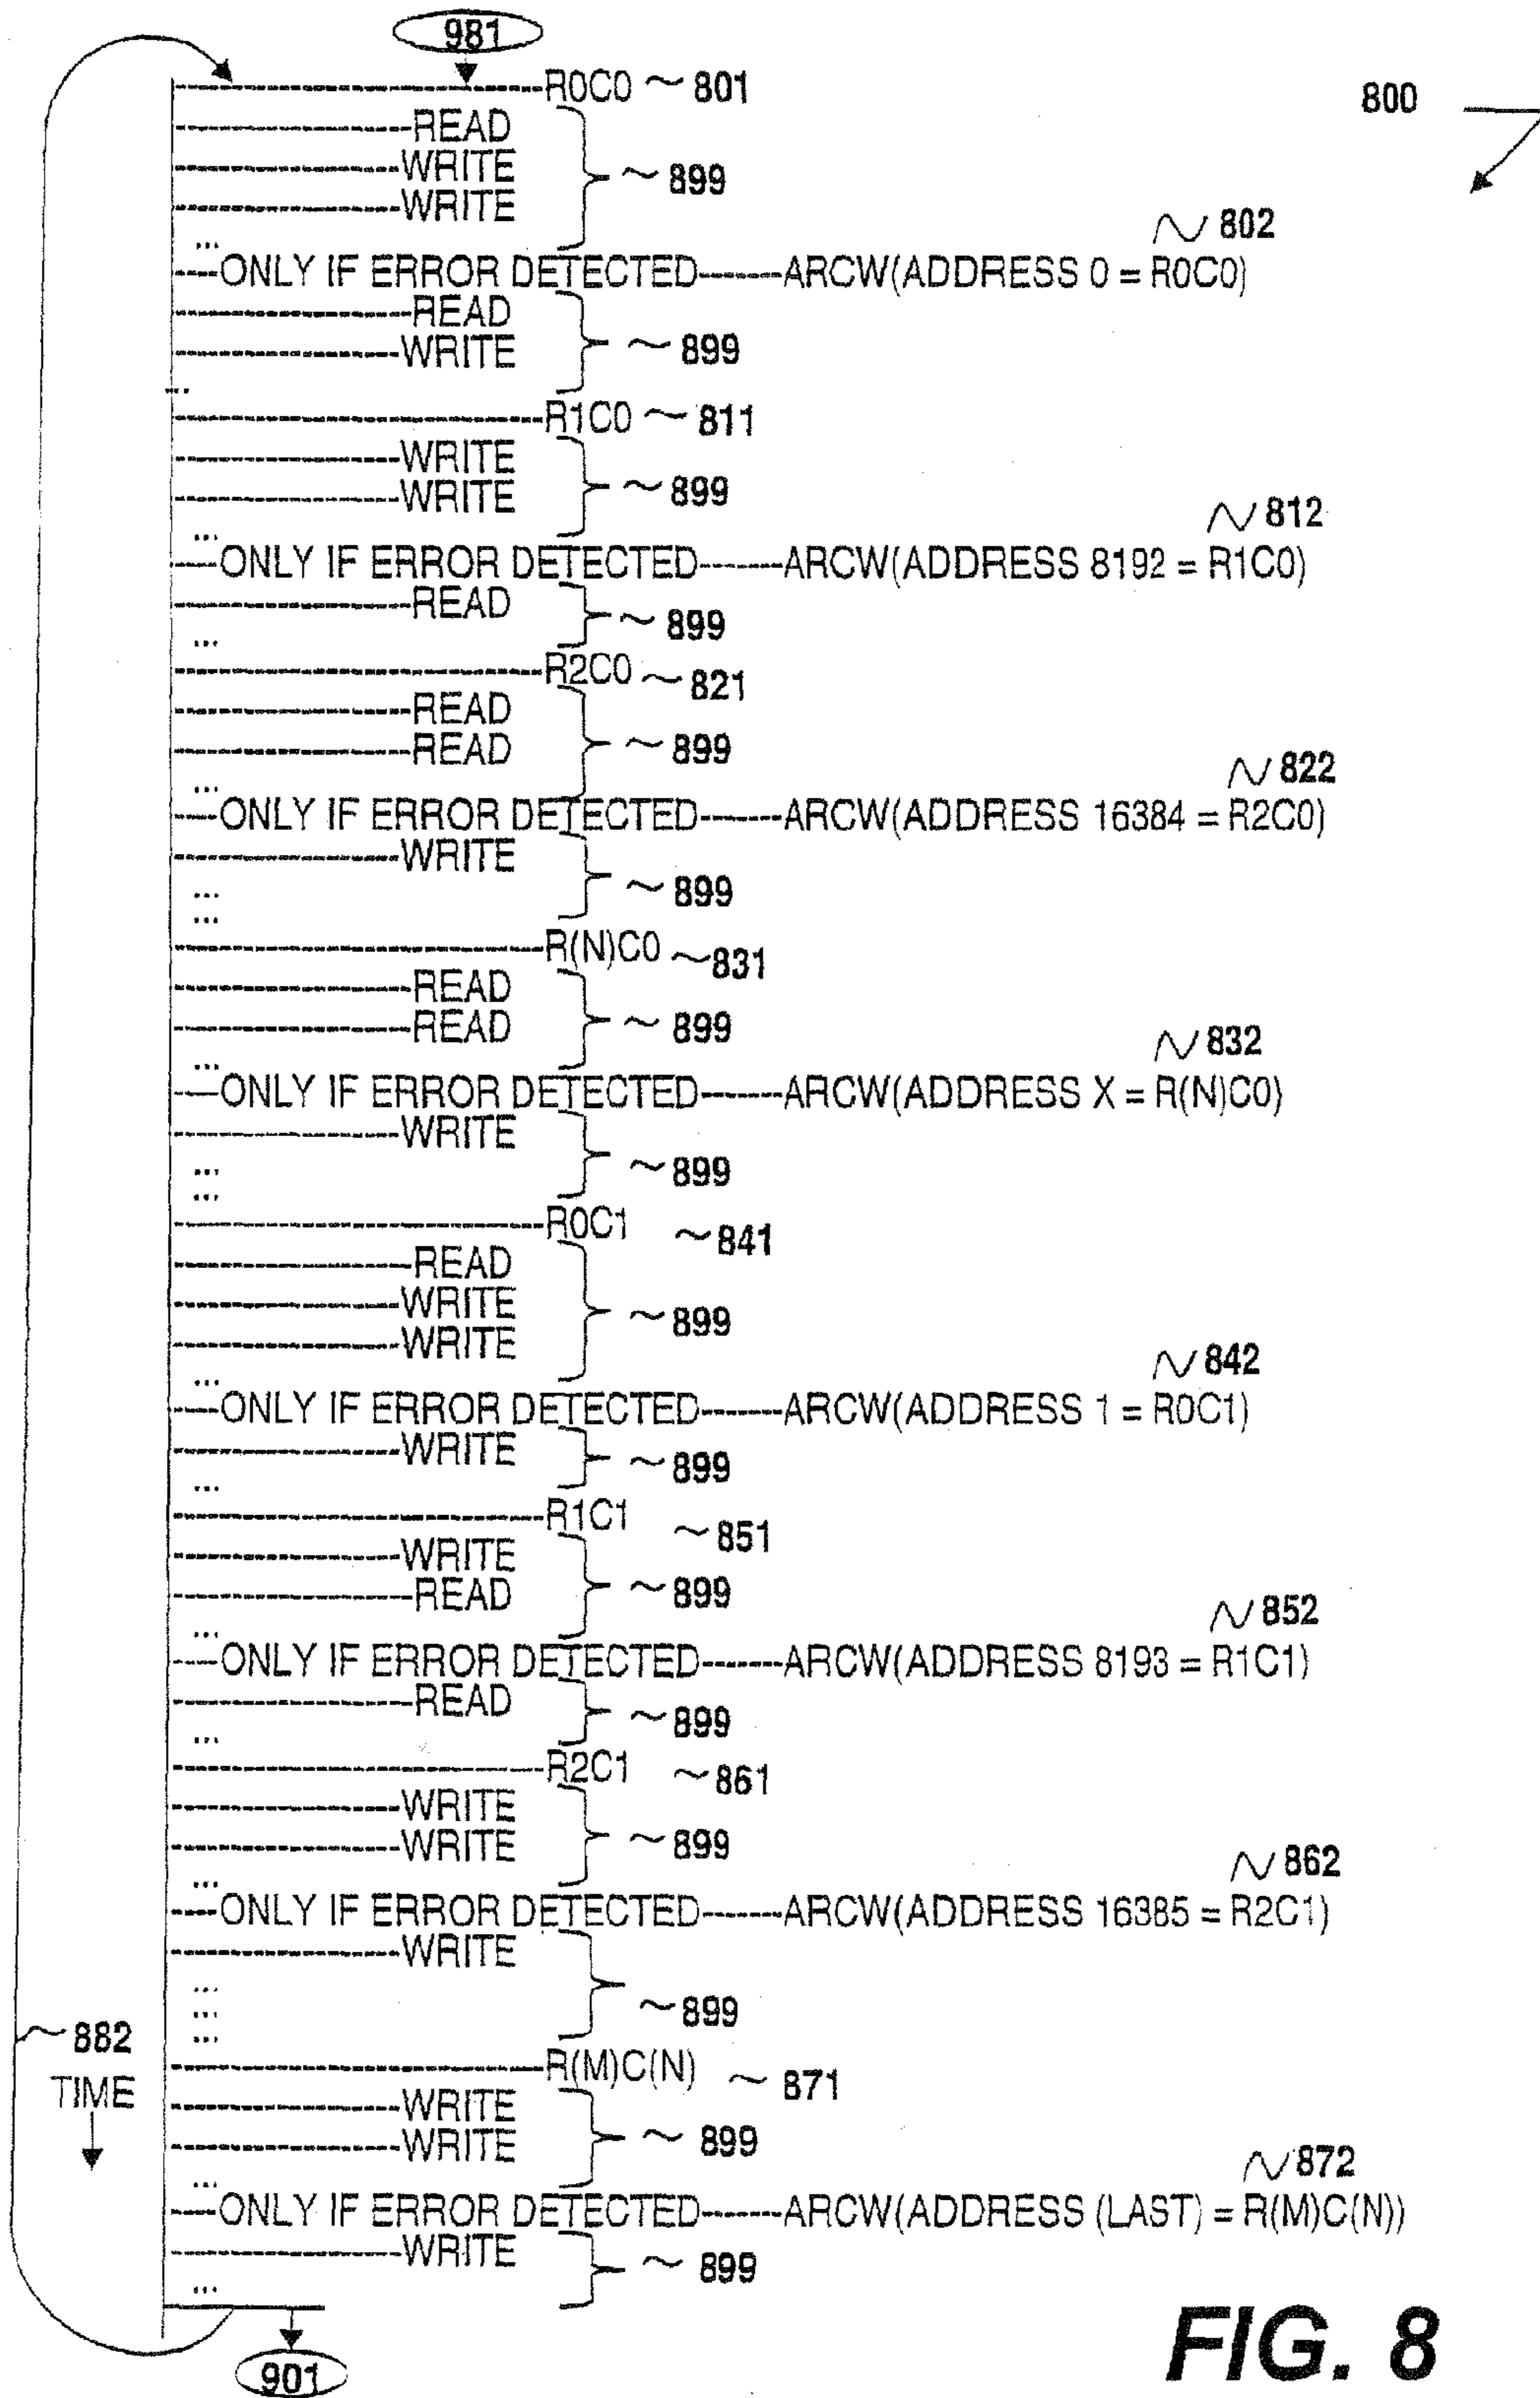 981
R0C0 ~ 801
800
READ
WRITE
~ 899
WRITE
802
...
ONLY IF ERROR DETECTED-------ARCW(ADDRESS 0 = R0C0)
READ
WRITE
~ 899
...
R1C0 ~ 811
WRITE
WRITE
~ 899
812
...
ONLY IF ERROR DETECTED-------ARCW(ADDRESS 8192 = R1C0)
READ
~ 899
...
R2C0 ~ 821
READ
READ
~ 899
822
...
ONLY IF ERROR DETECTED-------ARCW(ADDRESS 16384 = R2C0)
WRITE
~ 899
...
...
R(N)C0 ~ 831
READ
READ
~ 899
832
...
ONLY IF ERROR DETECTED-------ARCW(ADDRESS X = R(N)C0)
WRITE
~ 899
...
...
R0C1 ~ 841
READ
WRITE
~ 899
WRITE
842
...
ONLY IF ERROR DETECTED-------ARCW(ADDRESS 1 = R0C1)
WRITE
~ 899
...
R1C1 ~ 851
WRITE
READ
~ 899
852
...
ONLY IF ERROR DETECTED-------ARCW(ADDRESS 8193 = R1C1)
READ
~ 899
...
R2C1 ~ 861
WRITE
WRITE
~ 899
862
...
ONLY IF ERROR DETECTED-------ARCW(ADDRESS 16385 = R2C1)
WRITE
...
...
~ 899
...
~ 882
TIME
R(M)C(N) ~ 871
WRITE
WRITE
~ 899
872
...
ONLY IF ERROR DETECTED-------ARCW(ADDRESS (LAST) = R(M)C(N))
WRITE
~ 899
...
901
FIG. 8